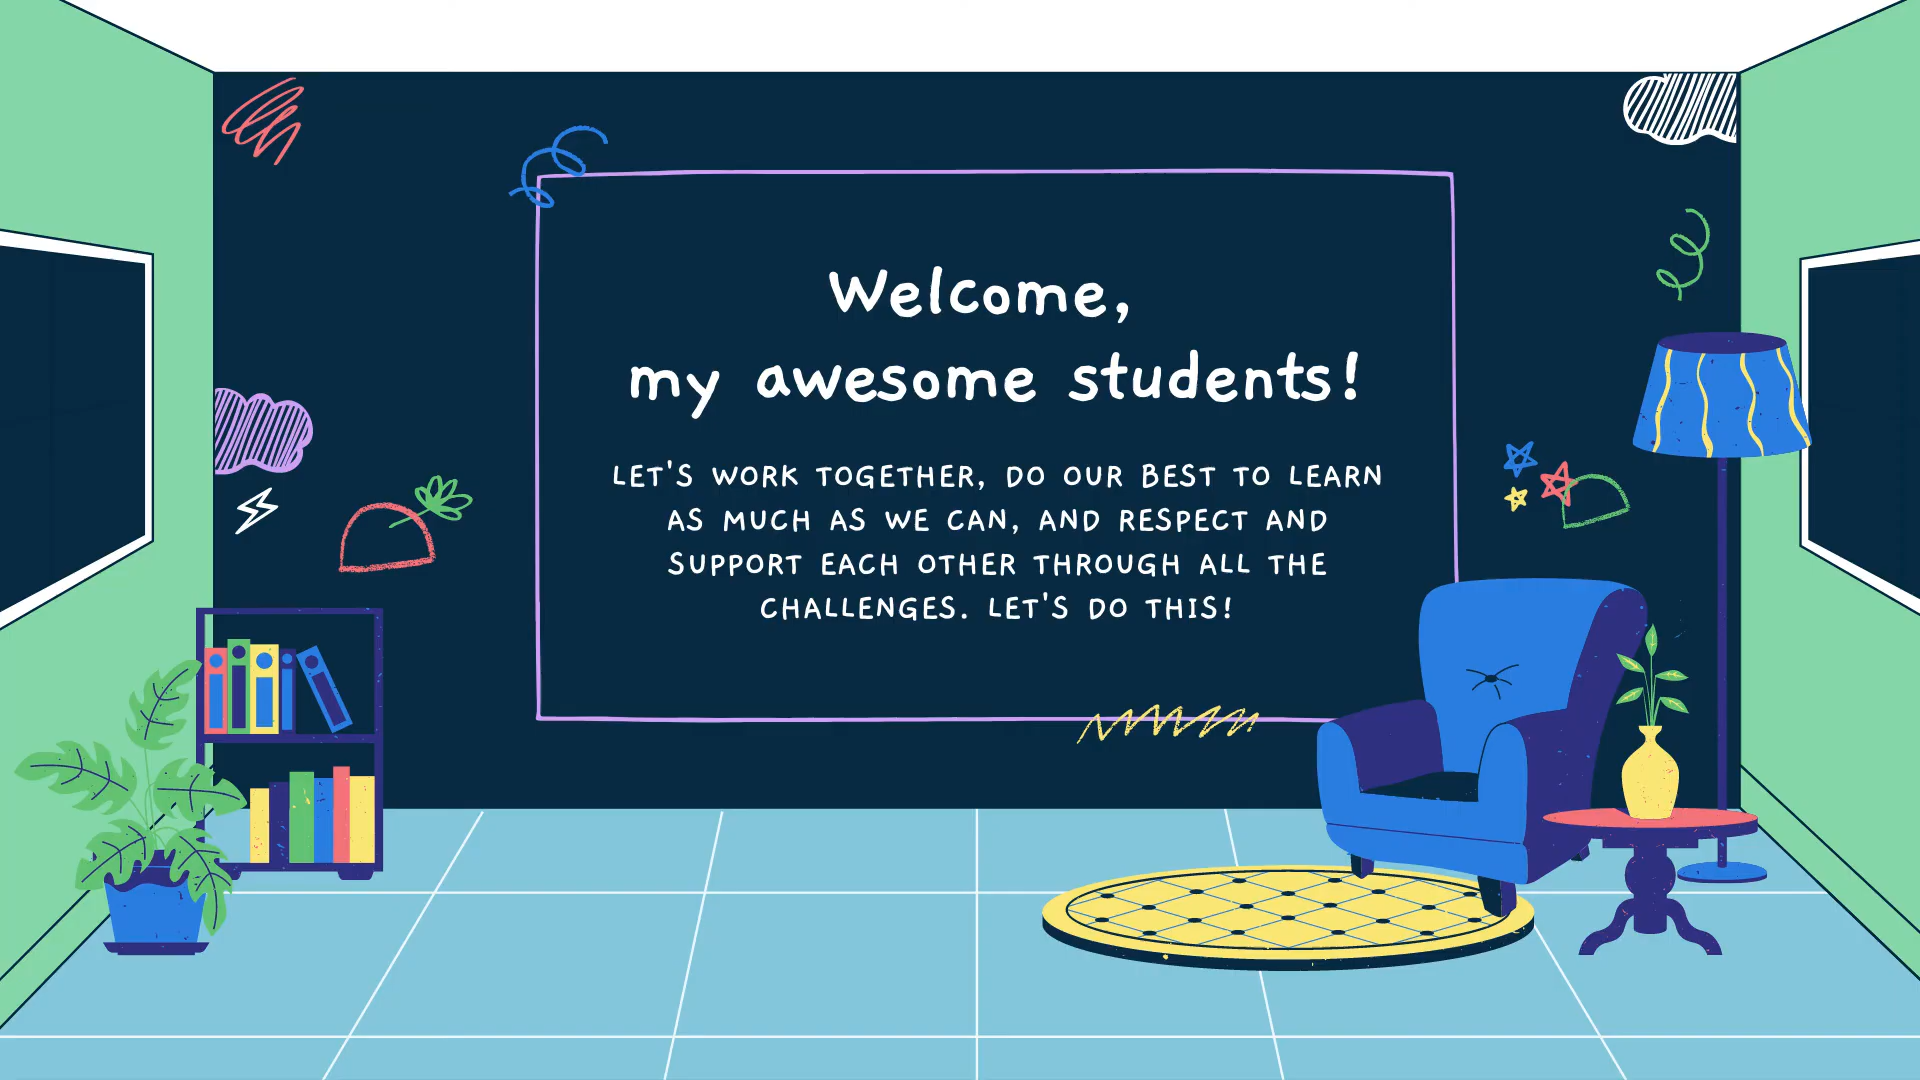 Welcome,
my awesome students!
LET'S WORK TOGETHER, DO OUR BEST TO LEARN
AS MUCH AS WE CAN, AND RESPECT AND
SUPPORT EACH OTHER THROUGH ALL THE
CHALLENGES. LET'S DO THIS!